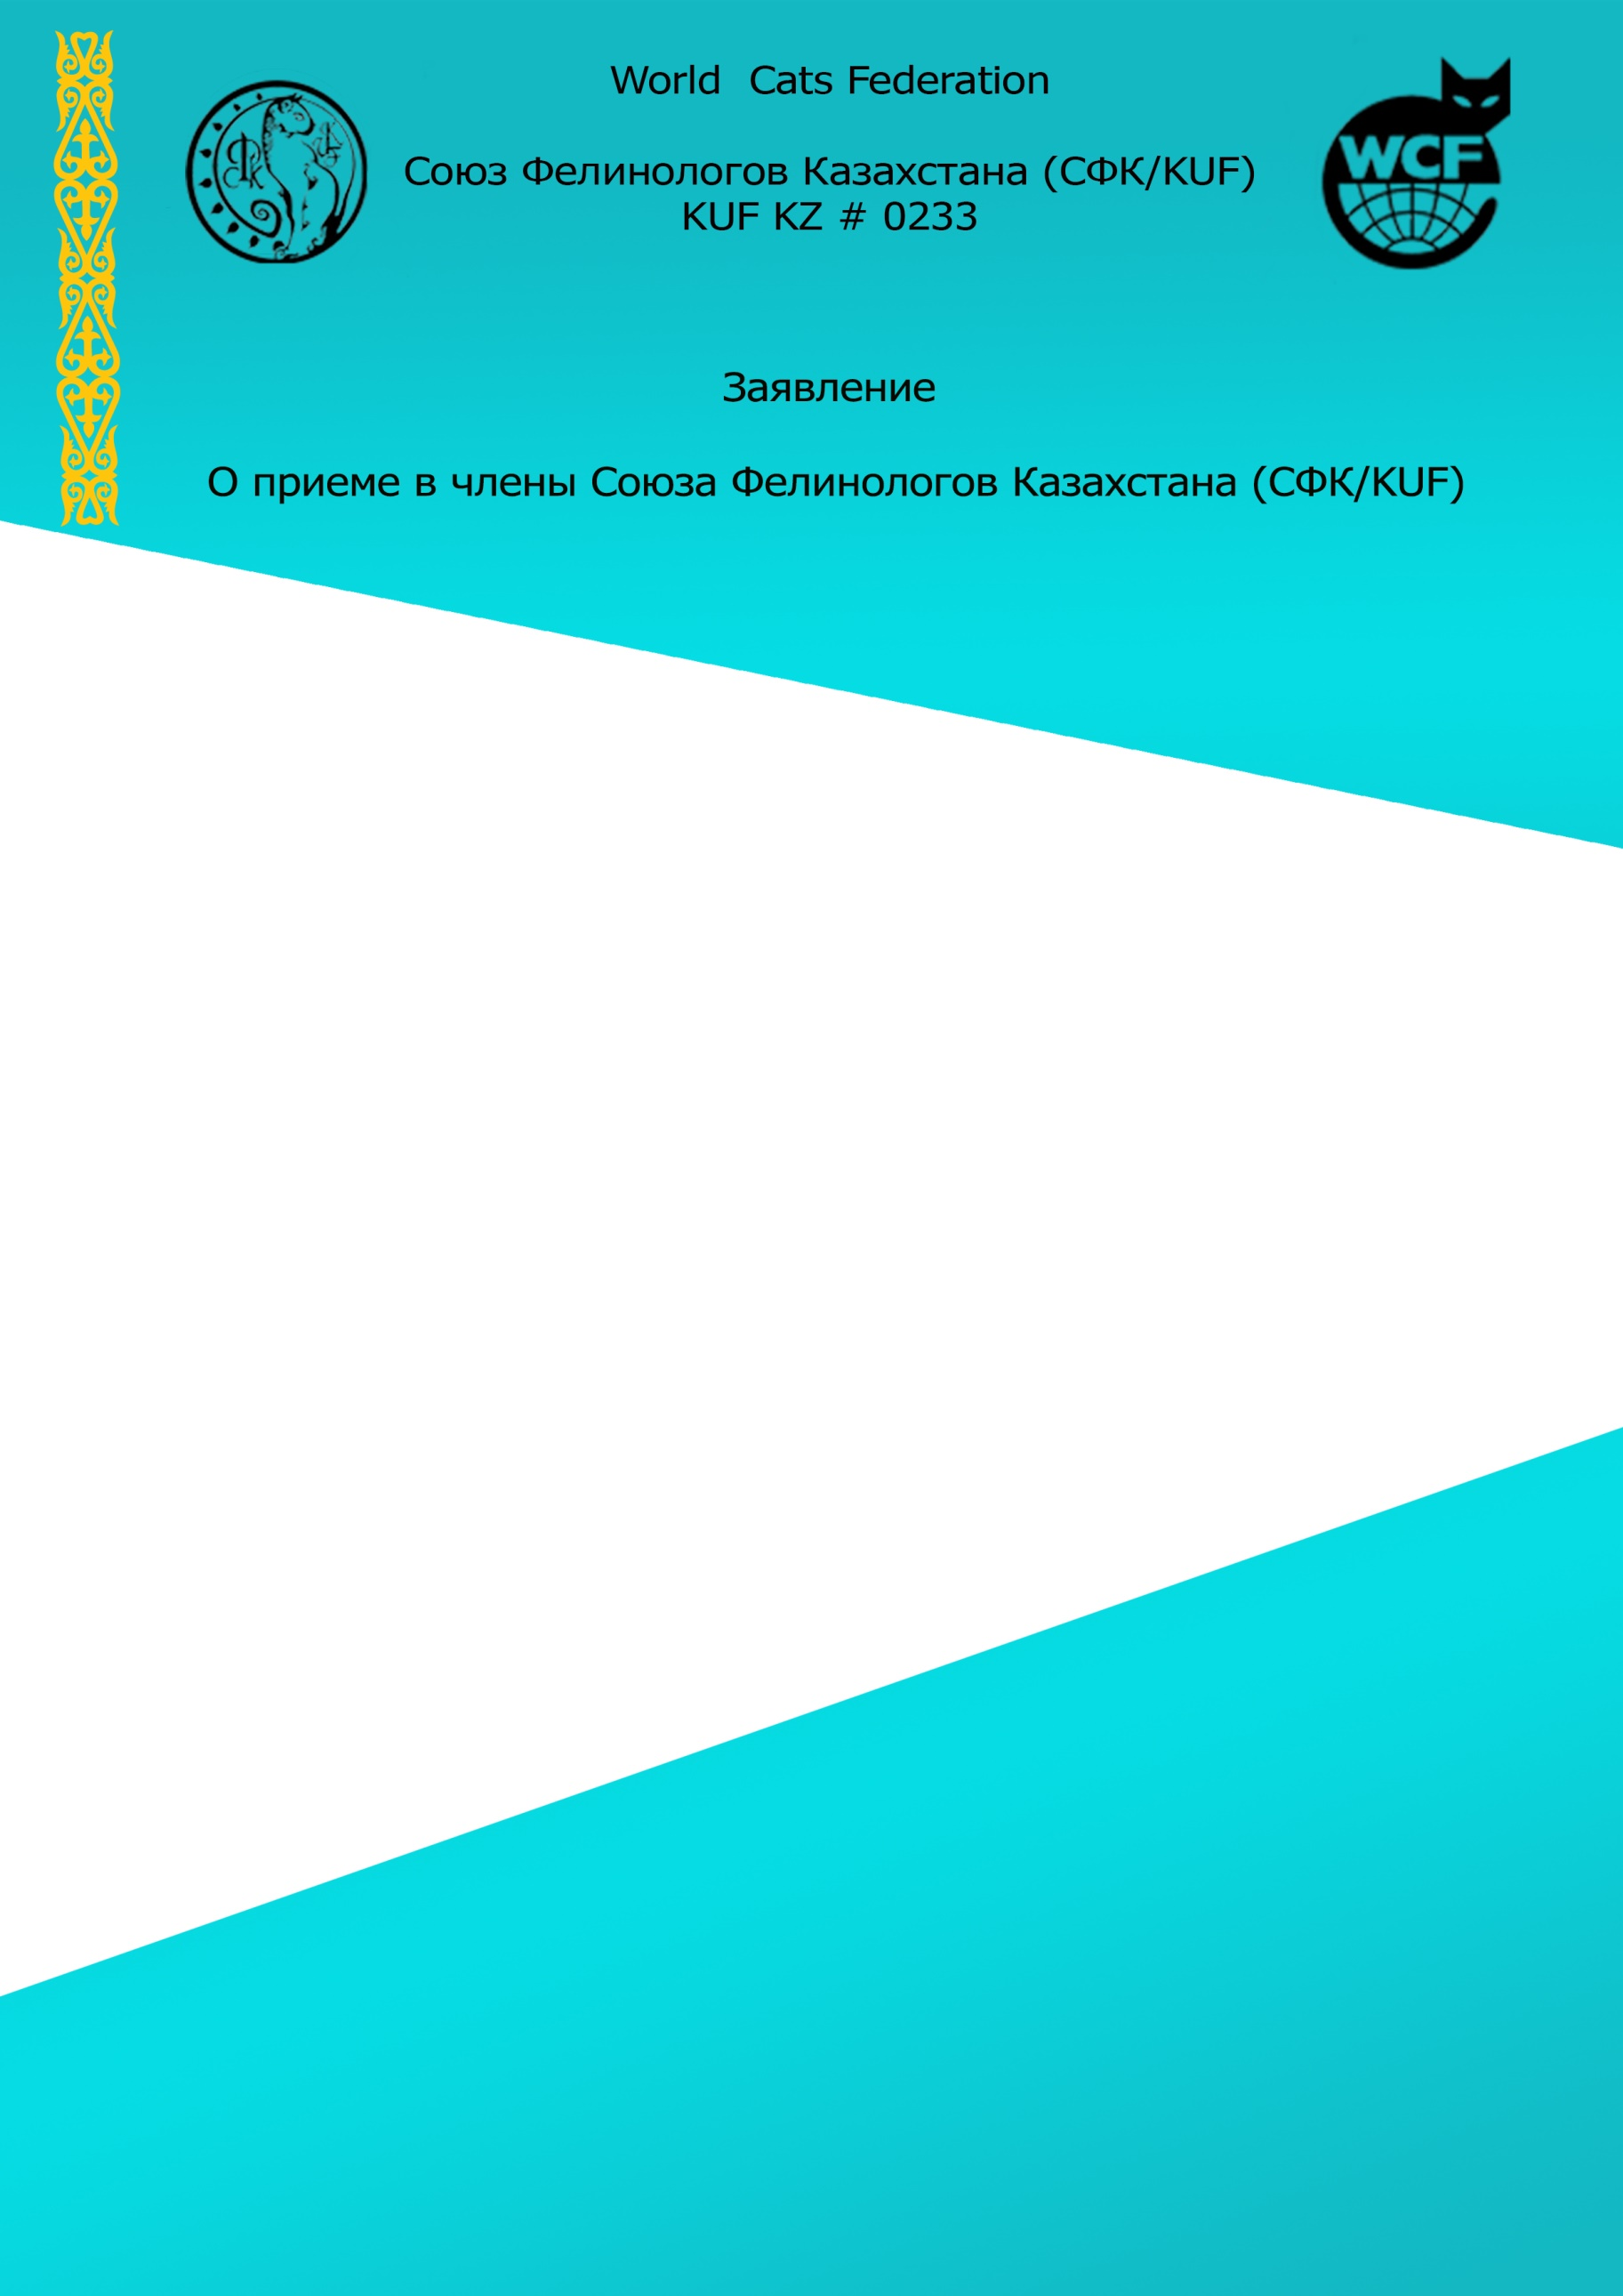 World  Cats Federation
Союз Фелинологов Казахстана (СФК/KUF)
KUF KZ # 0233
WCF
Заявление
О приеме в члены Союза Фелинологов Казахстана (СФК/KUF)